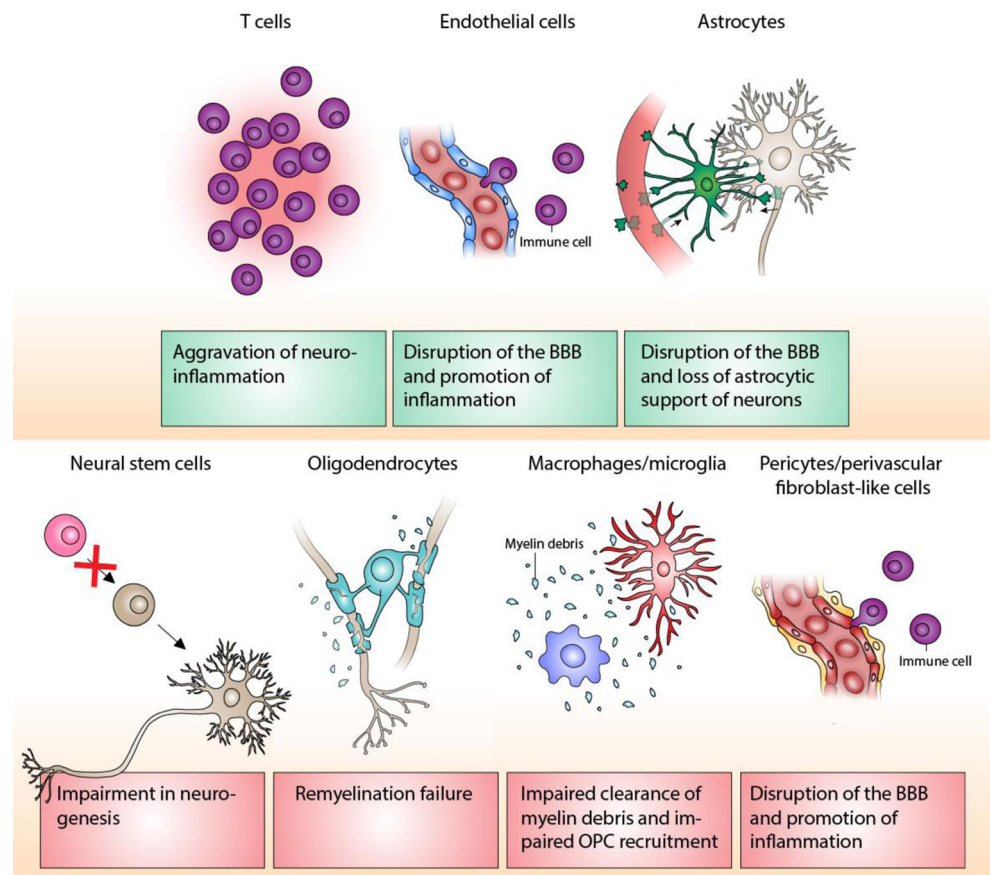 T cells
Endothelial cells
Astrocytes
Immune cell
Aggravation of neuro-
inflammation
Disruption of the BBB
and promotion of
inflammation
Disruption of the BBB
and loss of astrocytic
support of neurons
Neural stem cells
Oligodendrocytes
Macrophages/microglia
Pericytes/perivascular
fibroblast-like cells
Myelin debris
Immune cell
Impairment in neuro-
genesis
Remyelination failure
Impaired clearance of
myelin debris and im-
paired OPC recruitment
Disruption of the BBB
and promotion of
inflammation